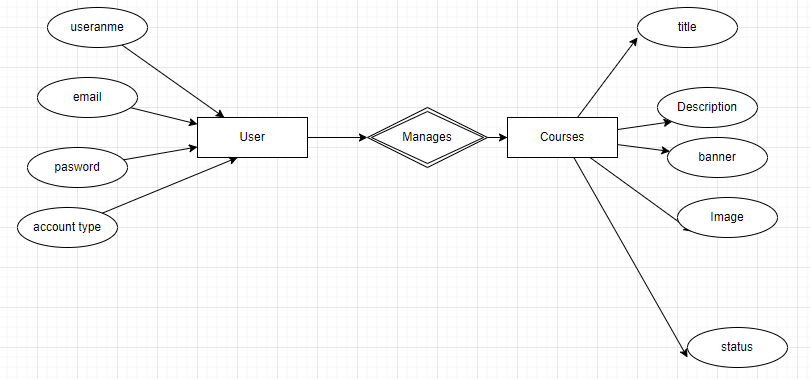 useranme
email
pasword
account type
User
Manages
Courses
title
Description
banner
Image
status